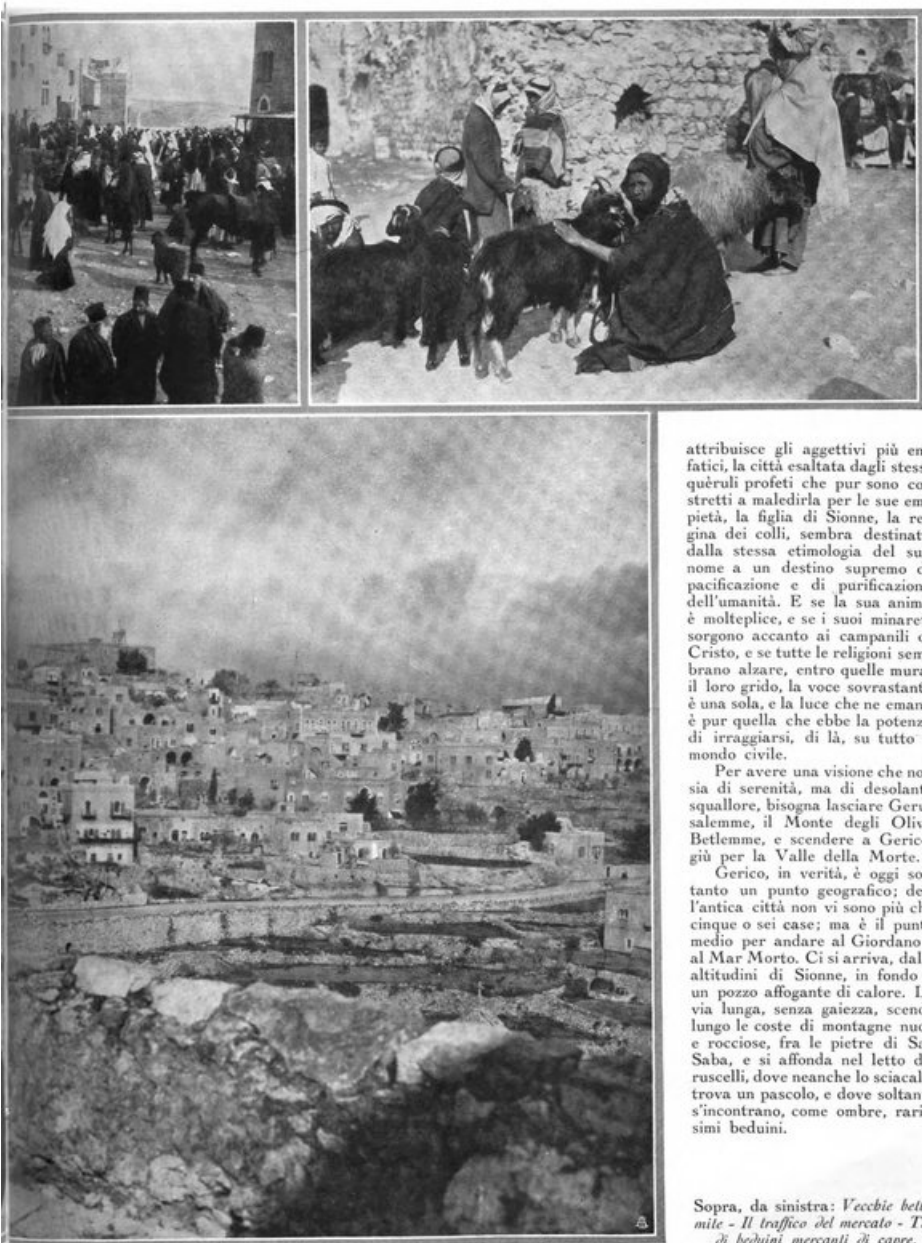 attribuisce gli aggettivi più en
fatici, la città esaltata dagli stess
quèruli profeti che pur sono co
stretti a maledirla per le sue em
pietà, la figlia di Sionne, la re
gina dei colli, sembra destinat
dalla stessa etimologia del su
nome a un destino supremo d
pacificazione e di purificazion
dell'umanità. E se la sua anim
è molteplice, e se i suoi minaret
sorgono accanto ai campanili d
Cristo, e se tutte le religioni sem
brano alzare, entro quelle mura
il loro grido, la voce sovrastant
è una sola, e la luce che ne eman
è pur quella che ebbe la potenz
di irraggiarsi, di là, su tutto
mondo civile.
Per avere una visione che no
sia di serenità, ma di desolant
squallore, bisogna lasciare Geru
salemme, il Monte degli Oliv
Betlemme, e scendere a Geric
giù per la Valle della Morte.
Gerico, in verità, è oggi so
tanto un punto geografico; de
l'antica città non vi sono più ch
cinque o sei case; ma è il punt
medio per andare al Giordano
al Mar Morto. Ci si arriva, dal
altitudini di Sionne, in fondo
un pozzo affogante di calore. L
via lunga, senza gaiezza, scend
lungo le coste di montagne nud
e rocciose, fra le pietre di Sa
Saba, e si affonda nel letto d
ruscelli, dove neanche lo sciacal
trova un pascolo, e dove soltan
s'incontrano, come ombre, rari
simi beduini.
Sopra, da sinistra: Vecchie betl
mite - Il traffico del mercato - T
di beduini mercanti di capre